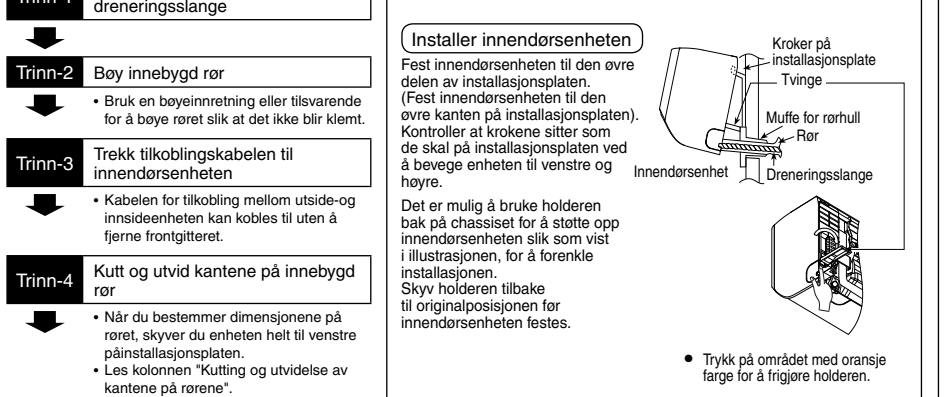 Trinn-1
dreneringsslange
Trinn-2 Bøy innebygd rør
• Bruk en bøyeinnretning eller tilsvarende
for å bøye røret slik at det ikke blir klemt.
Trinn-3 Trekk tilkoblingskabelen til
innendørsenheten
• Kabelen for tilkobling mellom utside-og
innsideenheten kan kobles til uten å
fjerne frontgitteret.
Trinn-4 Kutt og utvid kantene på innebygd
rør
• Når du bestemmer dimensjonene på
røret, skyver du enheten helt til venstre
påinstallasjonsplaten.
• Les kolonnen "Kutting og utvidelse av
kantene på rørene".
Installer innendørsenheten
Fest innendørsenheten til den øvre
delen av installasjonsplaten.
(Fest innendørsenheten til den
øvre kanten på installasjonsplaten).
Kontroller at krokene sitter som
de skal på installasjonsplaten ved
å bevege enheten til venstre og
høyre.
Det er mulig å bruke holderen
bak på chassiset for å støtte opp
innendørsenheten slik som vist
i illustrasjonen, for å forenkle
installasjonen.
Skyv holderen tilbake
til originalposisjonen før
innendørsenheten festes.
Kroker på
installasjonsplate
Tvinge
Muffe for rørhull
Rør
Innendørsenhet
Dreneringsslange
• Trykk på området med oransje
farge for å frigjøre holderen.